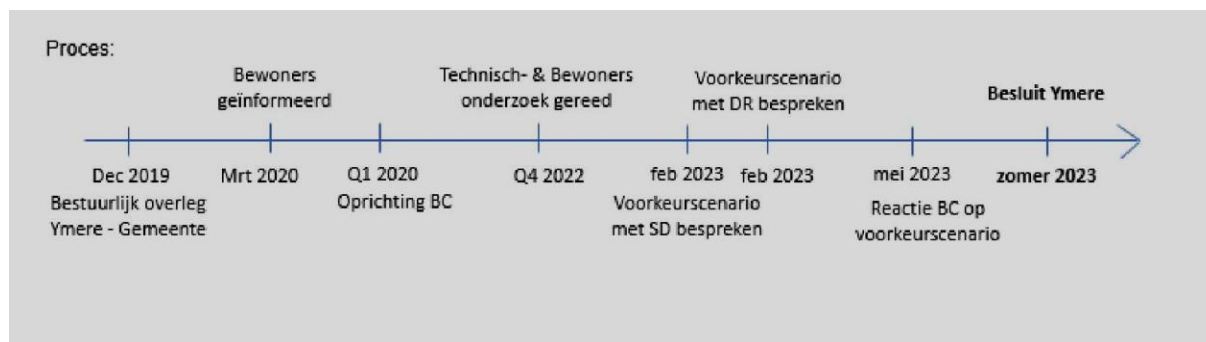 Proces:
Bewoners
geïnformeerd
Technisch- & Bewoners
onderzoek gereed
Voorkeurscenario
met DR bespreken
Besluit Ymere
Dec 2019
Bestuurlijk overleg
Ymere - Gemeente
Mrt 2020
Q1 2020
Oprichting BC
Q4 2022
feb 2023
Voorkeurscenario
met SD bespreken
feb 2023
mei 2023
Reactie BC op
voorkeurscenario
zomer 2023